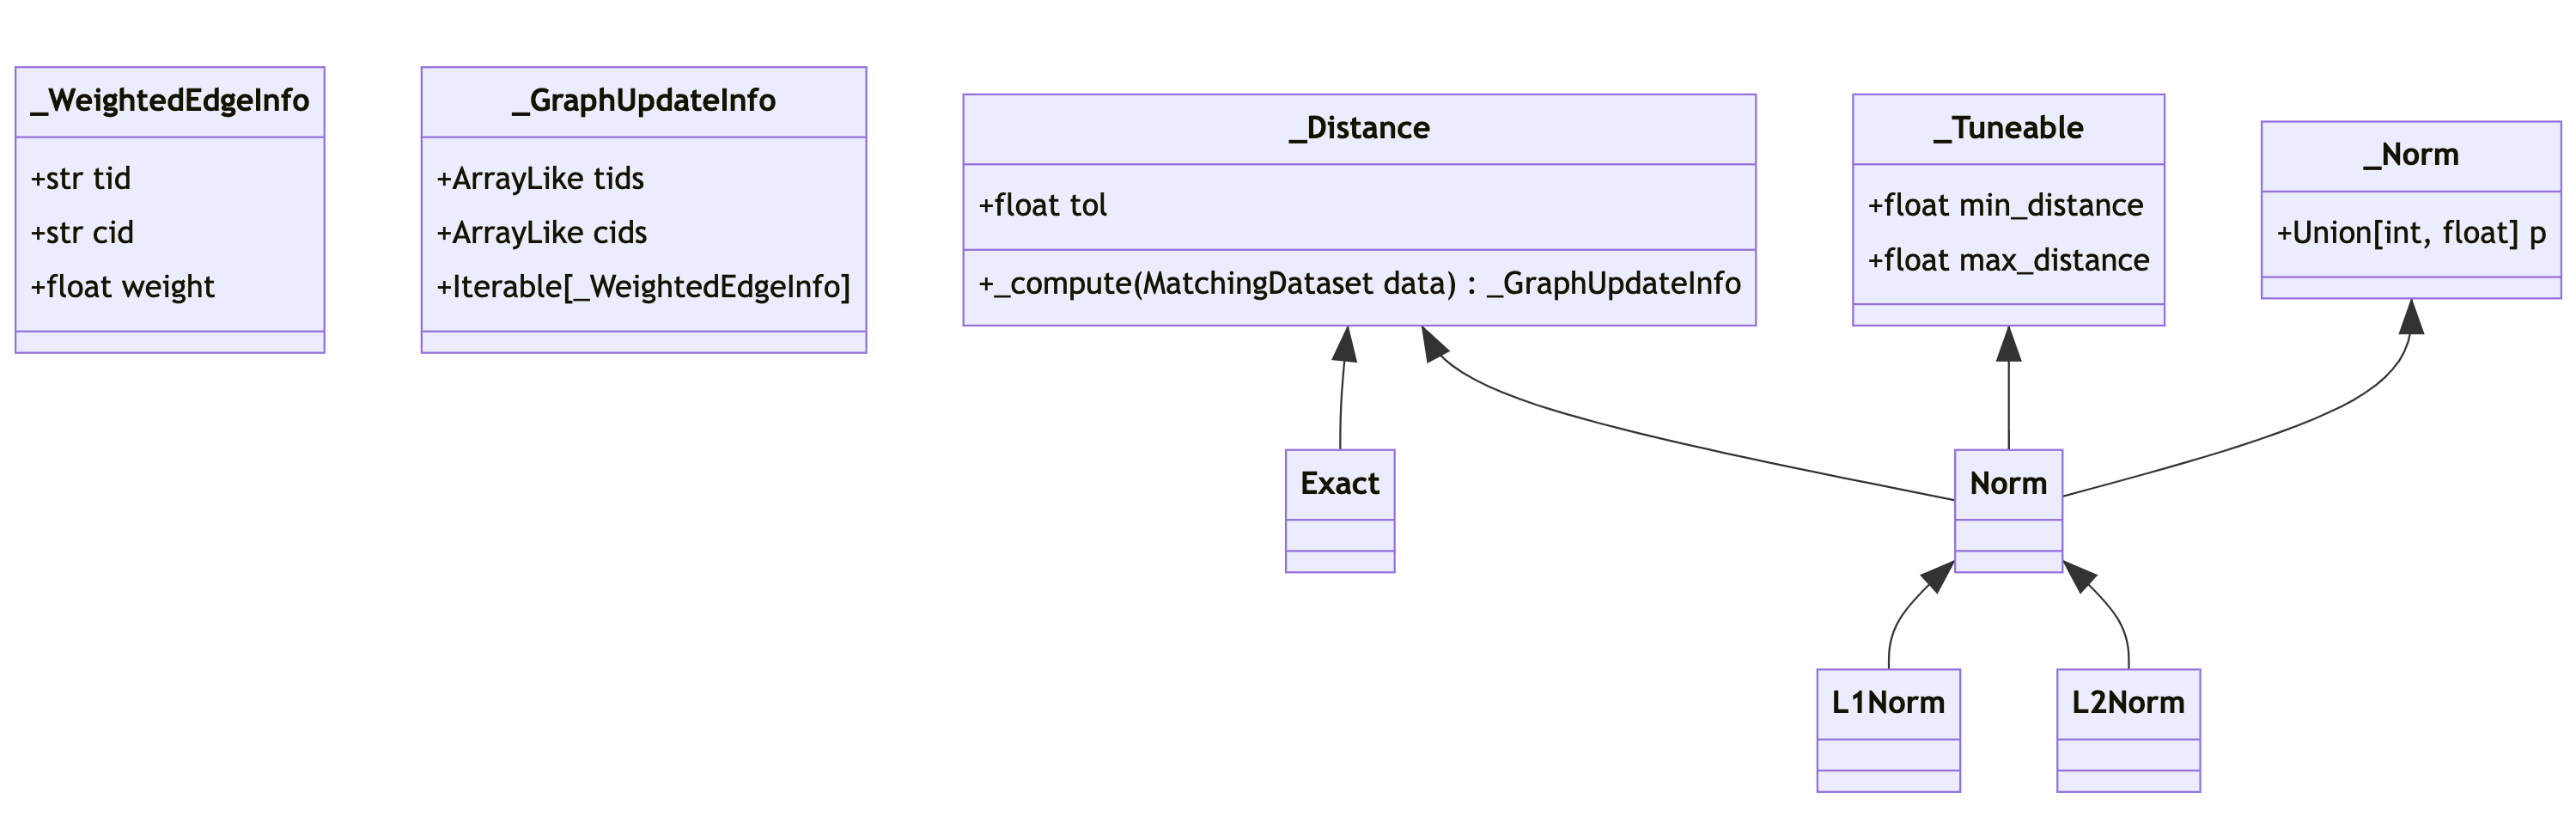 _WeightedEdgeInfo
+str tid
+str cid
+float weight
_GraphUpdateInfo
+ArrayLike tids
+ArrayLike cids
+Iterable[_WeightedEdgeInfo]
_Distance
+float tol
+_compute(MatchingDataset data) : _GraphUpdateInfo
_Tuneable
+float min_distance
+float max_distance
_Norm
+Union[int, float] p
Exact
Norm
L1Norm
L2Norm